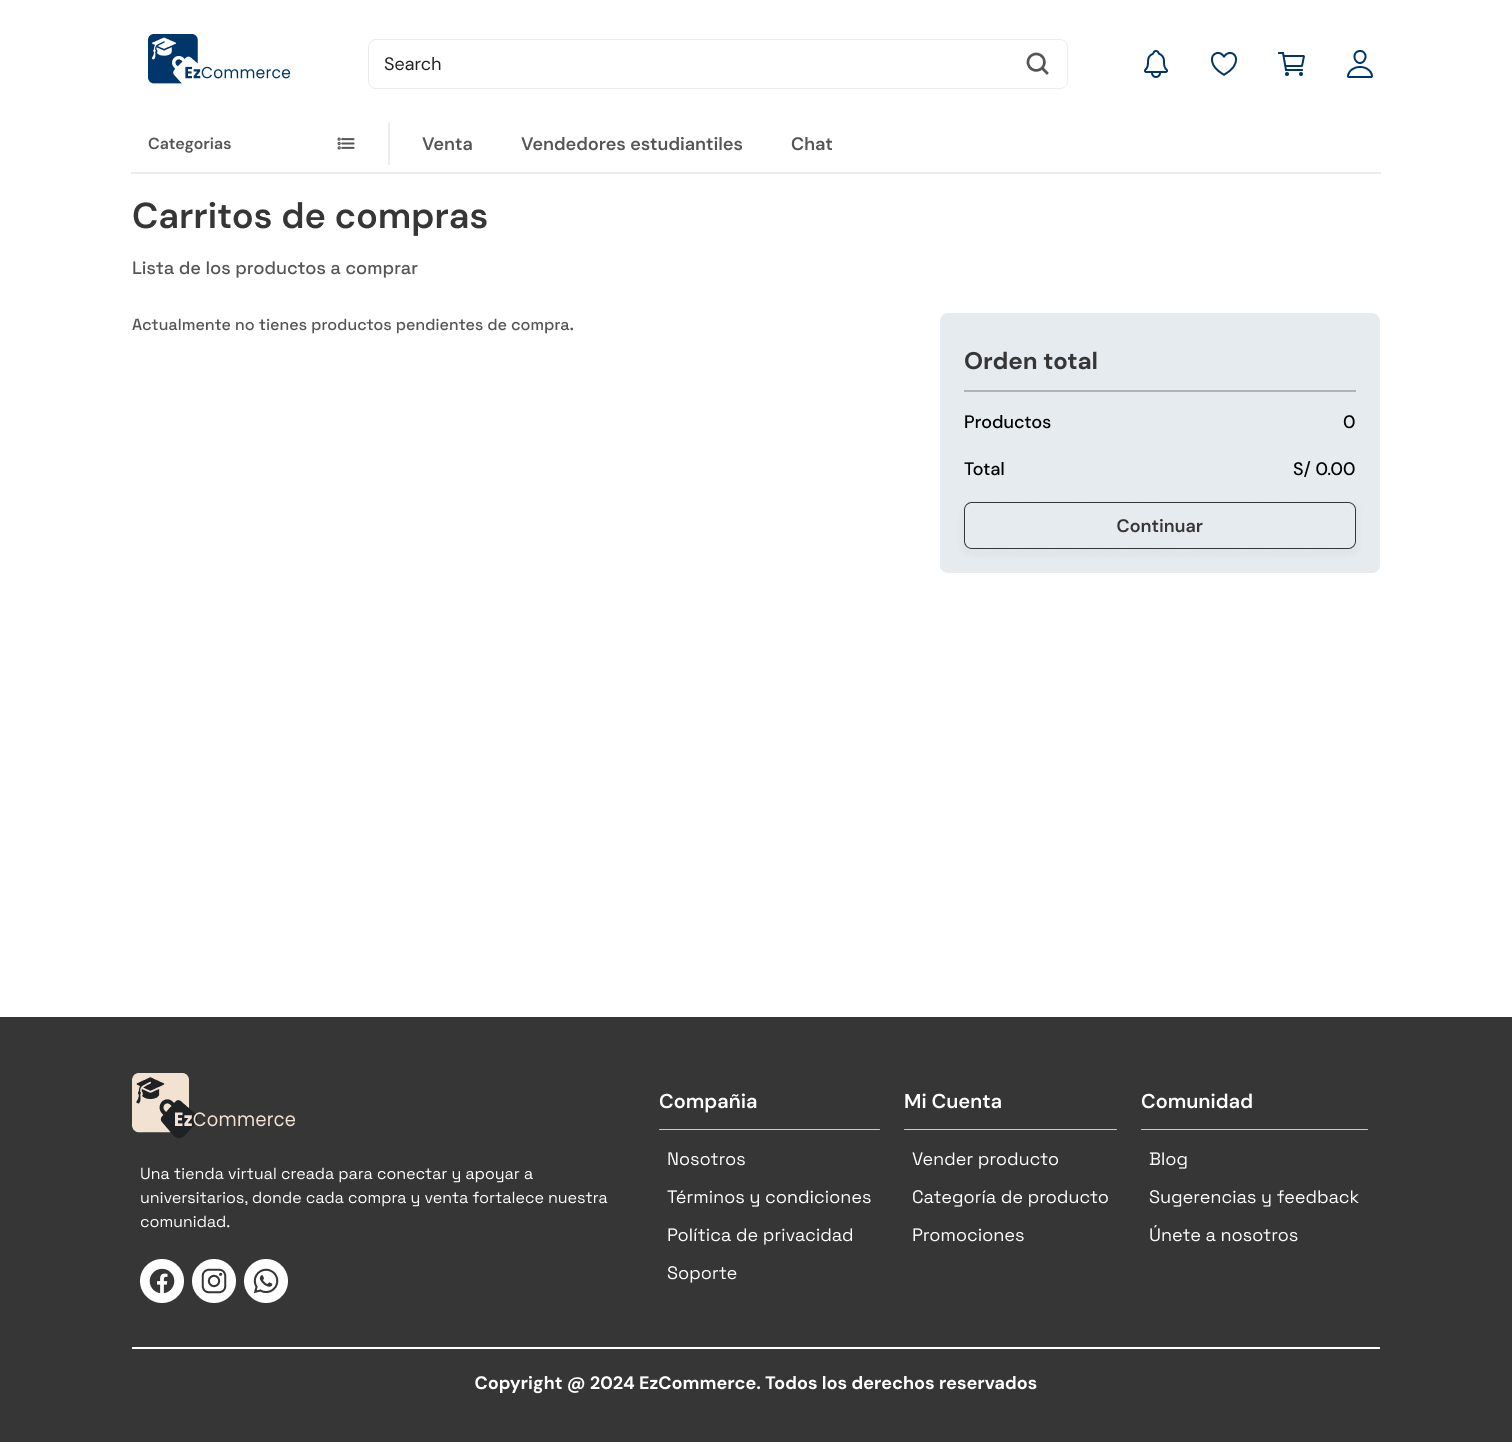 EzCommerce
Search
Categorias
Venta
Vendedores estudiantiles
Chat
Carritos de compras
Lista de los productos a comprar
Actualmente no tienes productos pendientes de compra.
Orden total
Productos 0
Total S/ 0.00
Continuar
EzCommerce
Una tienda virtual creada para conectar y apoyar a
universitarios, donde cada compra y venta fortalece nuestra
comunidad.
Compañia
Nosotros
Términos y condiciones
Política de privacidad
Soporte
Mi Cuenta
Vender producto
Categoría de producto
Promociones
Comunidad
Blog
Sugerencias y feedback
Únete a nosotros
Copyright @ 2024 EzCommerce. Todos los derechos reservados